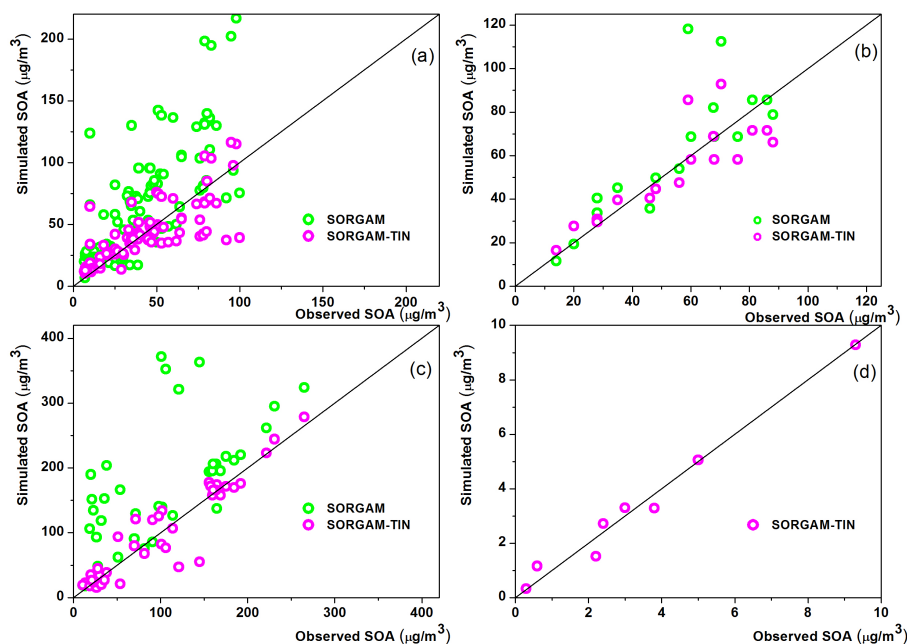 (a)
Simulated SOA (μg/m³)
200
150
100
50
0
SORGAM
SORGAM-TIN
0 50 100 150 200
Observed SOA (μg/m³)
(b)
Simulated SOA (μg/m³)
120
100
80
60
40
20
0
SORGAM
SORGAM-TIN
0 20 40 60 80 100 120
Observed SOA (μg/m³)
(c)
Simulated SOA (μg/m³)
400
300
200
100
0
SORGAM
SORGAM-TIN
0 100 200 300 400
Observed SOA (μg/m³)
(d)
Simulated SOA (μg/m³)
10
8
6
4
2
0
SORGAM-TIN
0 2 4 6 8 10
Observed SOA (μg/m³)